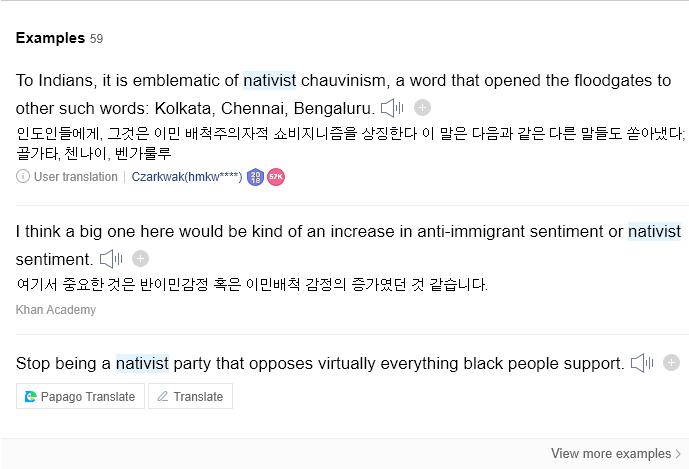 Examples 59
To Indians, it is emblematic of nativist chauvinism, a word that opened the floodgates to
other such words: Kolkata, Chennai, Bengaluru.
인도인들에게, 그것은 이민 배척주의자적 쇼비지니즘을 상징한다 이 말은 다음과 같은 다른 말들도 쏟아냈다;
골가타, 첸나이, 벤가룰루
User translation | Czarkwak(hmkw****) 2018 57K
I think a big one here would be kind of an increase in anti-immigrant sentiment or nativist
sentiment.
여기서 중요한 것은 반이민감정 혹은 이민배척 감정의 증가였던 것 같습니다.
Khan Academy
Stop being a nativist party that opposes virtually everything black people support.
Papago Translate Translate
View more examples